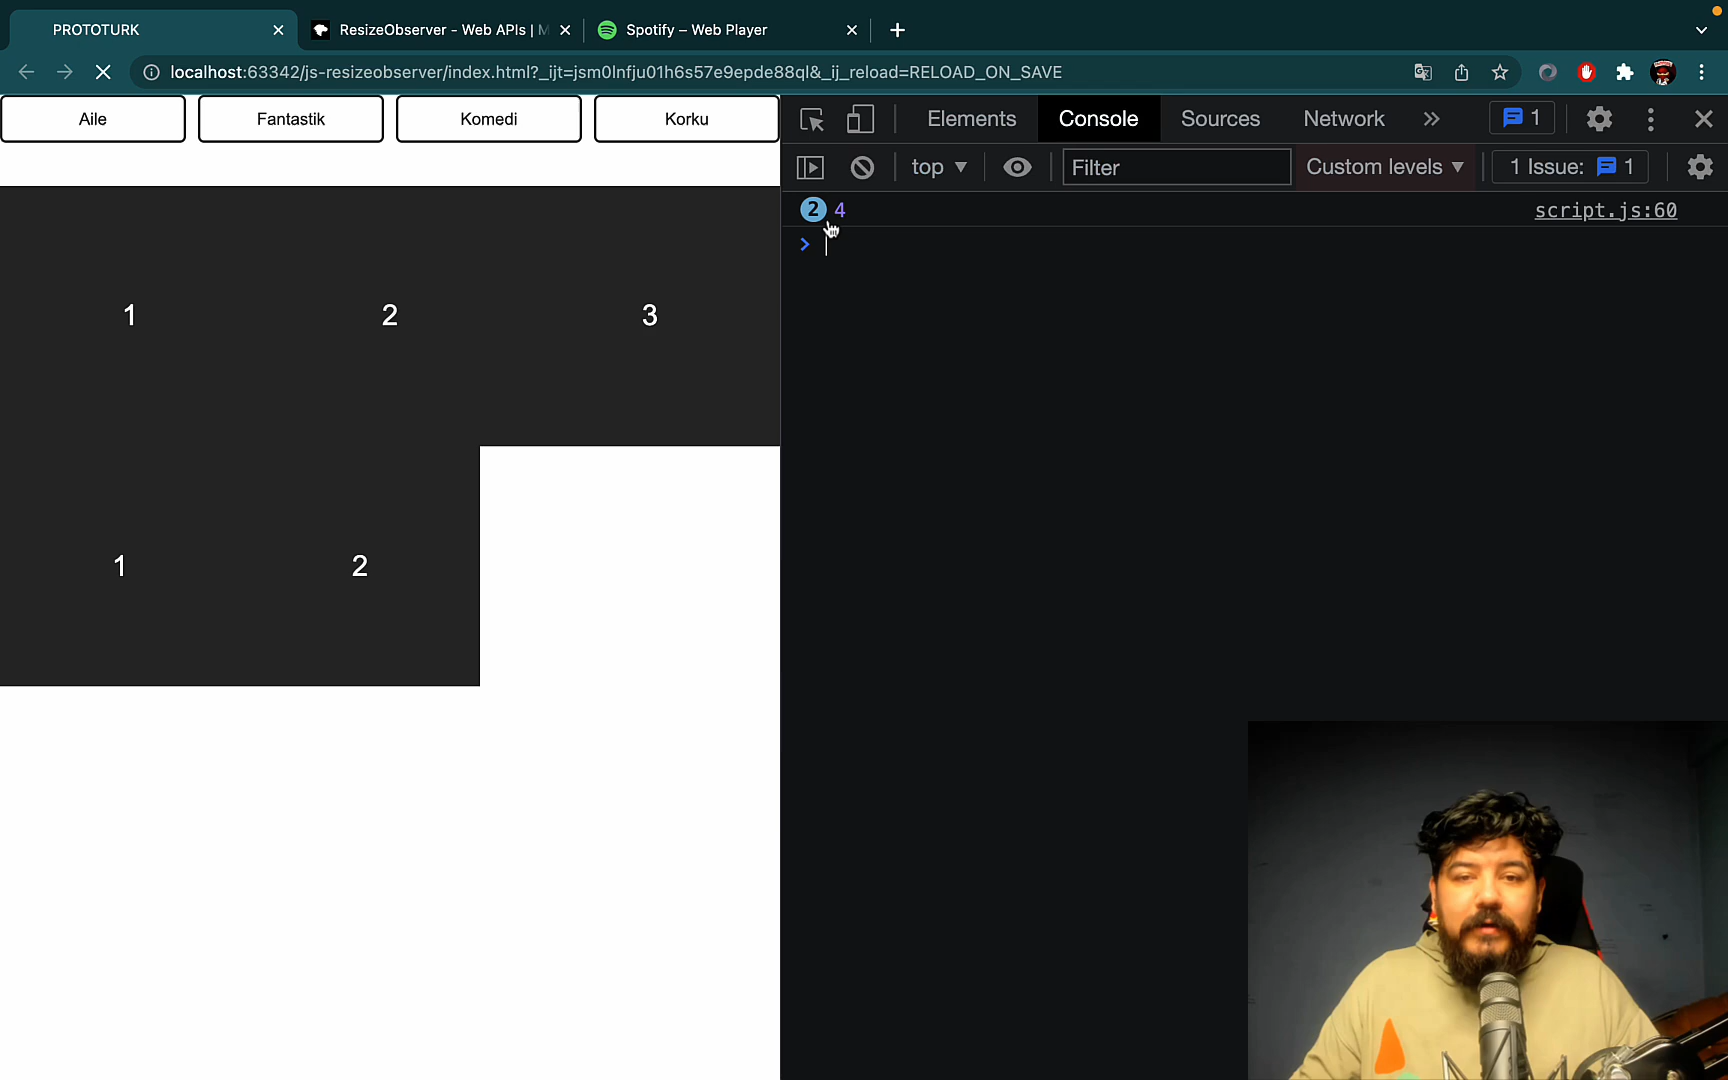 PROTOTURK
ResizeObserver - Web APIs | M
Spotify – Web Player
localhost:63342/js-resizeobserver/index.html?_ijt=jsm0lnfju01h6s57e9epde88ql&_ij_reload=RELOAD_ON_SAVE
Aile
Fantastik
Komedi
Korku
1
2
3
1
2
Elements
Console
Sources
Network
1
top
Filter
Custom levels
1 Issue: 1
2 4
script.js:60